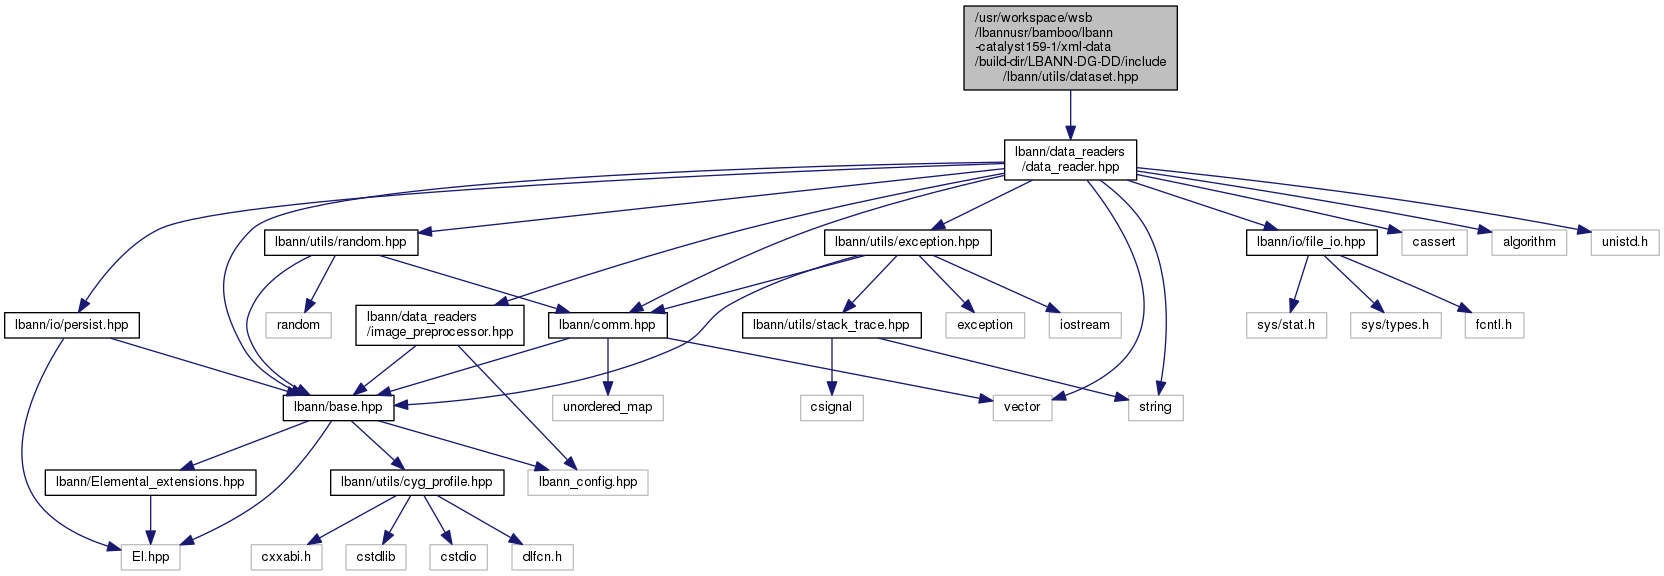 /usr/workspace/wsb
/lbannusr/bamboo/lbann
-catalyst159-1/xml-data
/build-dir/LBANN-DG-DD/include
/lbann/utils/dataset.hpp
lbann/data_readers
/data_reader.hpp
lbann/utils/random.hpp
lbann/utils/exception.hpp
lbann/io/file_io.hpp
cassert
algorithm
unistd.h
lbann/io/persist.hpp
random
lbann/data_readers
/image_preprocessor.hpp
lbann/comm.hpp
lbann/utils/stack_trace.hpp
exception
iostream
sys/stat.h
sys/types.h
fcntl.h
lbann/base.hpp
unordered_map
csignal
vector
string
lbann/Elemental_extensions.hpp
lbann/utils/cyg_profile.hpp
lbann_config.hpp
El.hpp
cxxabi.h
cstdlib
cstdio
dlfcn.h